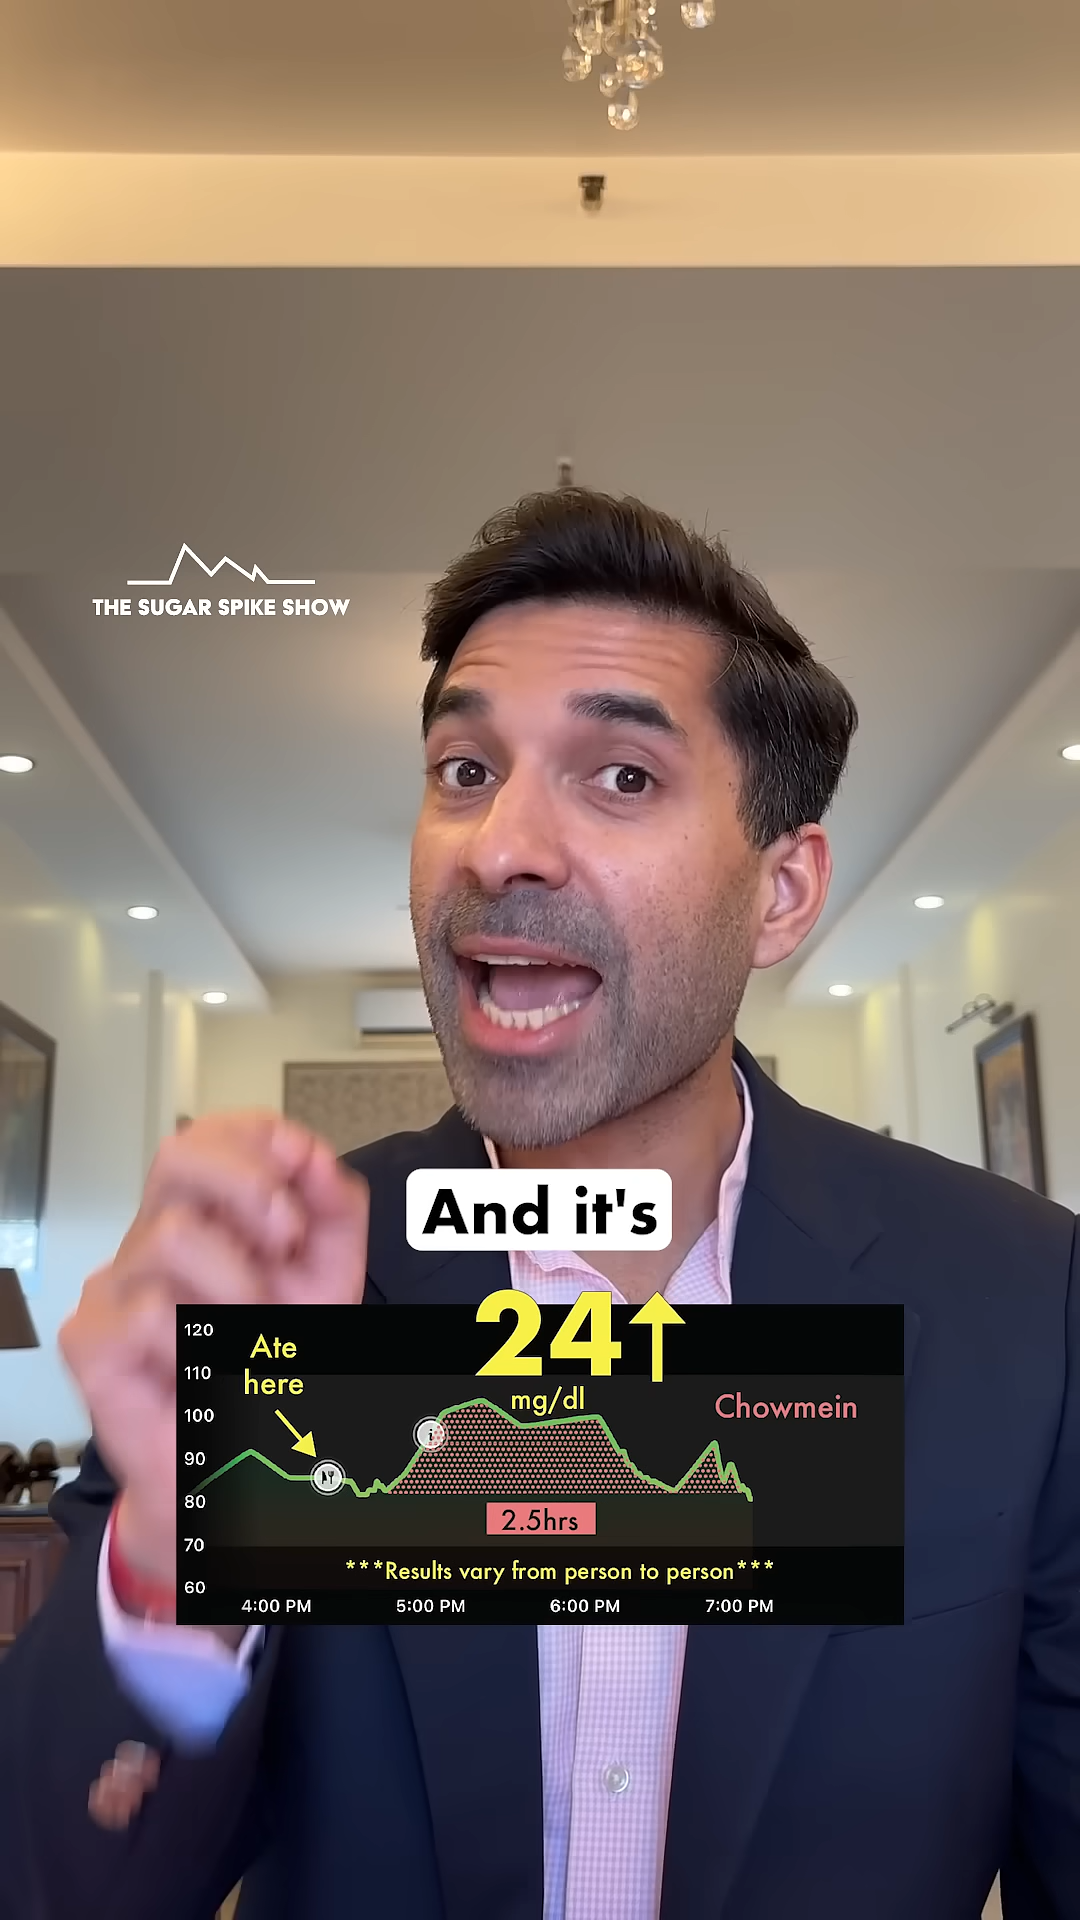 THE SUGAR SPIKE SHOW
And it's
24↑
mg/dl
Ate
here
Chowmein
i
2.5hrs
***Results vary from person to person***
120
110
100
90
80
70
60
4:00 PM
5:00 PM
6:00 PM
7:00 PM